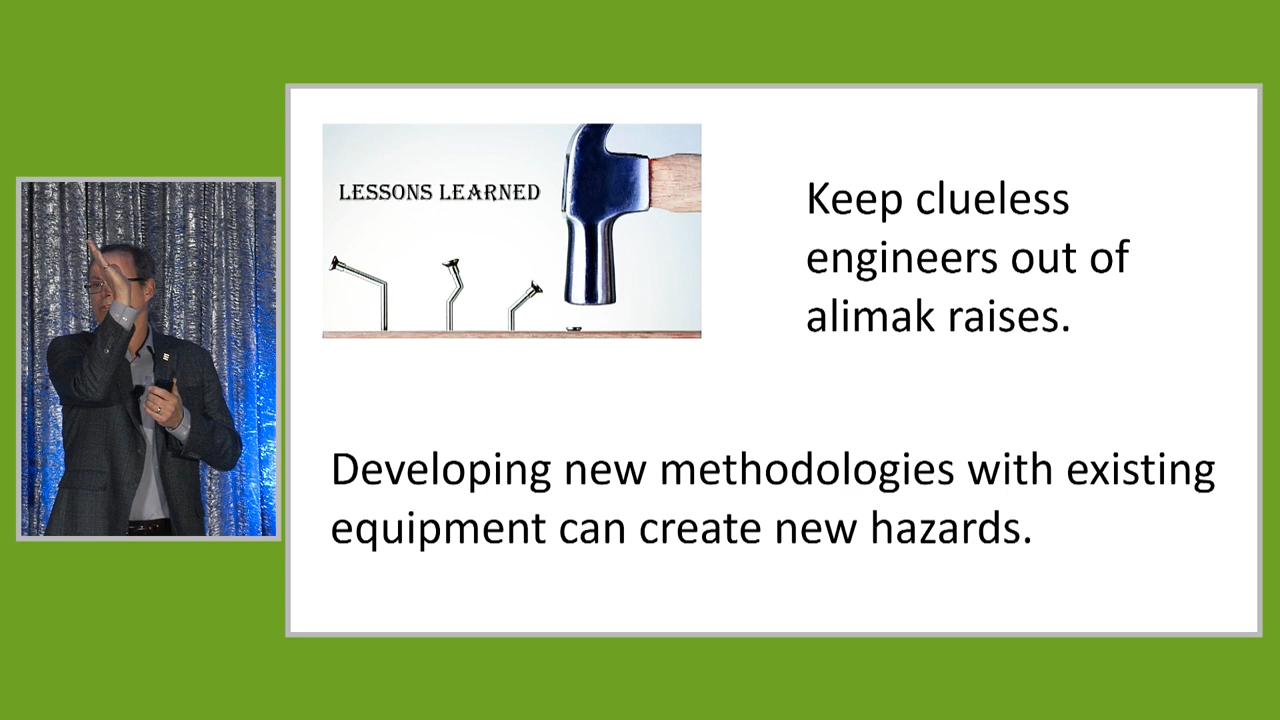 LESSONS LEARNED
Keep clueless
engineers out of
alimak raises.
Developing new methodologies with existing
equipment can create new hazards.